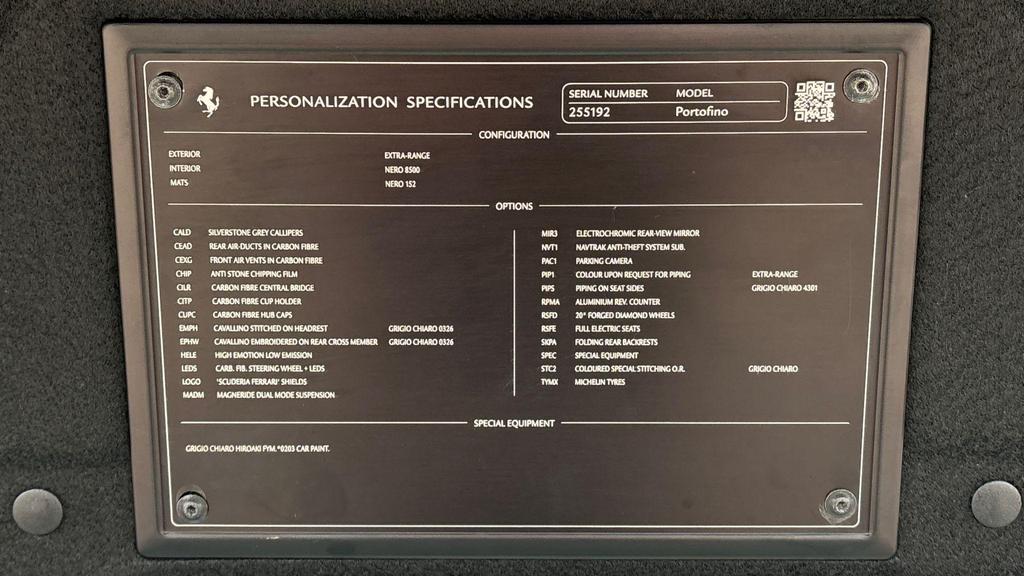 PERSONALIZATION SPECIFICATIONS
SERIAL NUMBER MODEL
255192 Portofino
CONFIGURATION
EXTERIOR EXTRA-RANGE
INTERIOR NERO 8500
MATS NERO 152
OPTIONS
CALD SILVERSTONE GREY CALLIPERS
CEAD REAR AIR-DUCTS IN CARBON FIBRE
CEXG FRONT AIR VENTS IN CARBON FIBRE
CHIP ANTI STONE CHIPPING FILM
CILR CARBON FIBRE CENTRAL BRIDGE
CITP CARBON FIBRE CUP HOLDER
CUPC CARBON FIBRE HUB CAPS
EMPH CAVALLINO STITCHED ON HEADREST GRIGIO CHIARO 0326
EPHW CAVALLINO EMBROIDERED ON REAR CROSS MEMBER GRIGIO CHIARO 0326
HELE HIGH EMOTION LOW EMISSION
LEDS CARB. FIB. STEERING WHEEL + LEDS
LOGO 'SCUDERIA FERRARI' SHIELDS
MADM MAGNERIDE DUAL MODE SUSPENSION
MIR3 ELECTROCHROMIC REAR-VIEW MIRROR
NVT1 NAVTRAK ANTI-THEFT SYSTEM SUB.
PAC1 PARKING CAMERA
PIP1 COLOUR UPON REQUEST FOR PIPING EXTRA-RANGE
PIPS PIPING ON SEAT SIDES GRIGIO CHIARO 4301
RPMA ALUMINIUM REV. COUNTER
RSFD 20" FORGED DIAMOND WHEELS
RSFE FULL ELECTRIC SEATS
SKPA FOLDING REAR BACKRESTS
SPEC SPECIAL EQUIPMENT
STC2 COLOURED SPECIAL STITCHING O.R. GRIGIO CHIARO
TYMX MICHELIN TYRES
SPECIAL EQUIPMENT
GRIGIO CHIARO HIROAKI FYM.*0203 CAR PAINT.